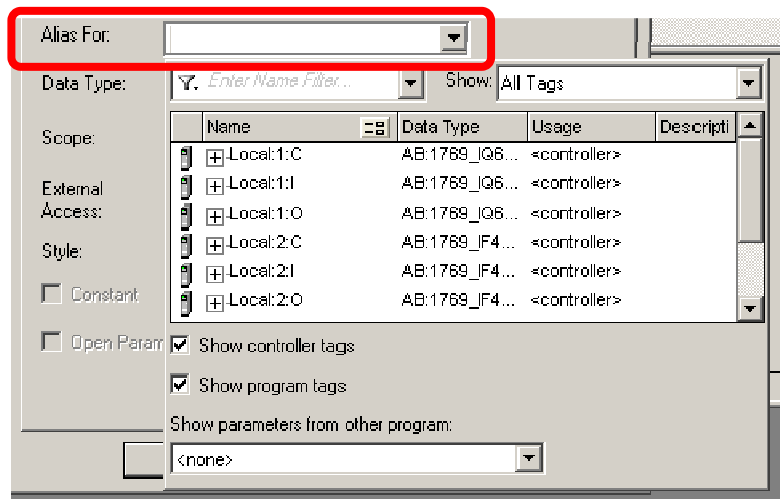 Alias For:
Data Type:
Enter Name Filter...
Show:
All Tags
Name
Data Type
Usage
Descripti
Scope:
Local:1:C
AB:1769_IQ6...
<controller>
Local:1:I
AB:1769_IQ6...
<controller>
External
Access:
Local:1:O
AB:1769_IQ6...
<controller>
Local:2:C
AB:1769_IF4...
<controller>
Style:
Local:2:I
AB:1769_IF4...
<controller>
Constant
Local:2:O
AB:1769_IF4...
<controller>
Open Param
Show controller tags
Show program tags
Show parameters from other program:
<none>